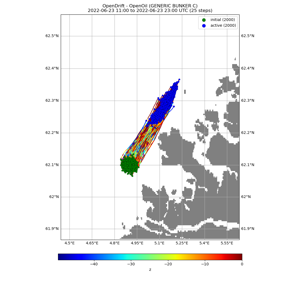 OpenDrift - OpenOil (GENERIC BUNKER C)
2022-06-23 11:00 to 2022-06-23 23:00 UTC (25 steps)
initial (2000)
active (2000)
62.5°N 62.5°N
62.4°N 62.4°N
62.3°N 62.3°N
62.2°N 62.2°N
62.1°N 62.1°N
62°N 62°N
61.9°N 61.9°N
4.5°E 4.65°E 4.8°E 4.95°E 5.1°E 5.25°E 5.4°E 5.55°E
−40 −30 −20 −10 0
z